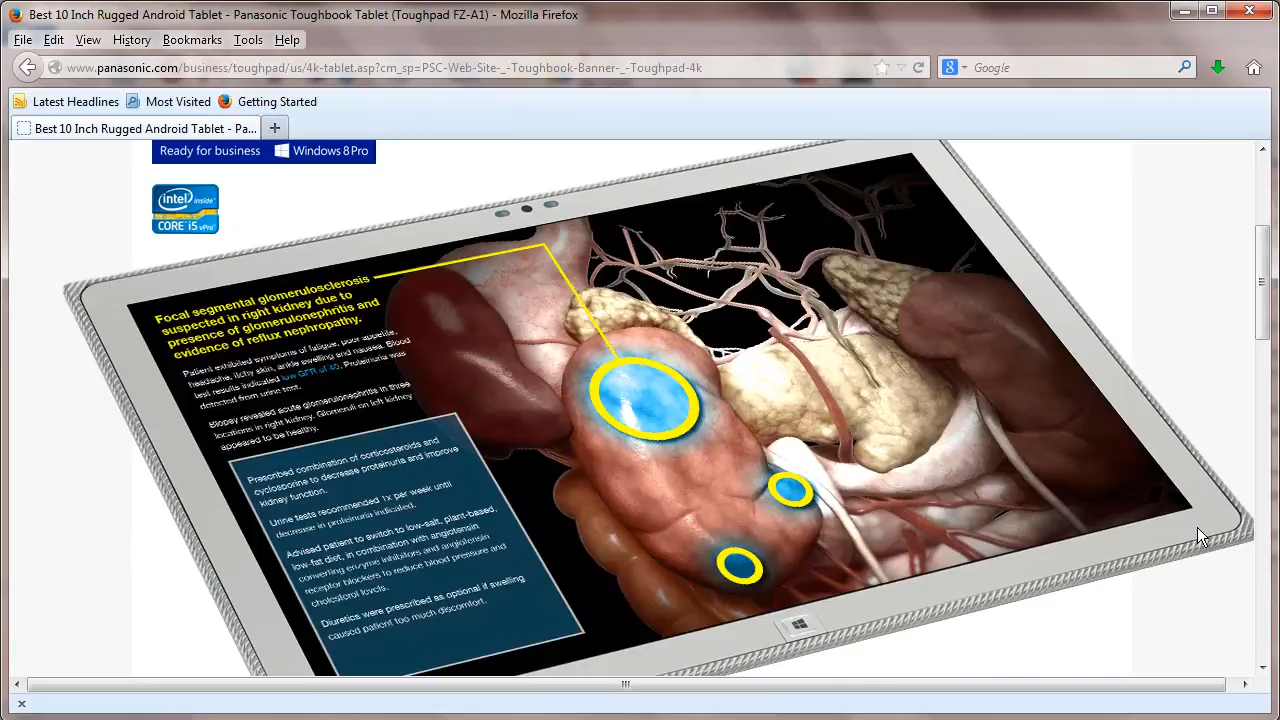 Best 10 Inch Rugged Android Tablet - Panasonic Toughbook Tablet (Toughpad FZ-A1) - Mozilla Firefox
File Edit View History Bookmarks Tools Help
www.panasonic.com/business/toughpad/us/4k-tablet.asp?cm_sp=PSC-Web-Site-_-Toughbook-Banner-_-Toughpad-4k
Google
Latest Headlines Most Visited Getting Started
Best 10 Inch Rugged Android Tablet - Pa...
Ready for business Windows 8 Pro
intel inside™
CORE i5 vPro
Focal segmental glomerulosclerosis
suspected in right kidney due to
presence of glomerulonephritis and
evidence of reflux nephropathy.
Patient exhibited symptoms of fatigue, poor appetite,
headache, itchy skin, ankle swelling and nausea. Blood
test results indicated low GFR of 40. Proteinuria was
detected from urine test.
Biopsy revealed acute glomerulonephritis in three
locations in right kidney. Glomeruli on left kidney
appeared to be healthy.
Prescribed combination of corticosteroids and
cyclosporine to decrease proteinuria and improve
kidney function.
Urine tests recommended 1x per week until
decrease in proteinuria indicated.
Advised patient to switch to low-salt, plant-based,
low-fat diet, in combination with angiotensin
converting enzyme inhibitors and angiotensin
receptor blockers to reduce blood pressure and
cholesterol levels.
Diuretics were prescribed as optional if swelling
caused patient too much discomfort.